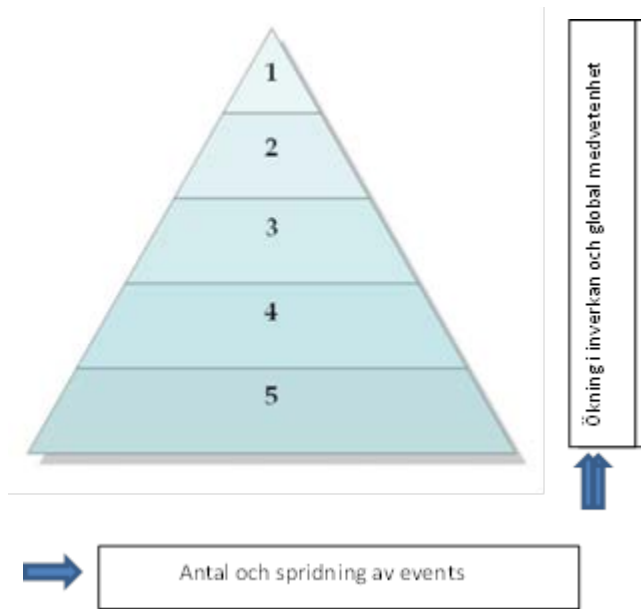 1
2
3
4
5
Ökning i inverkan och global medvetenhet
Antal och spridning av events